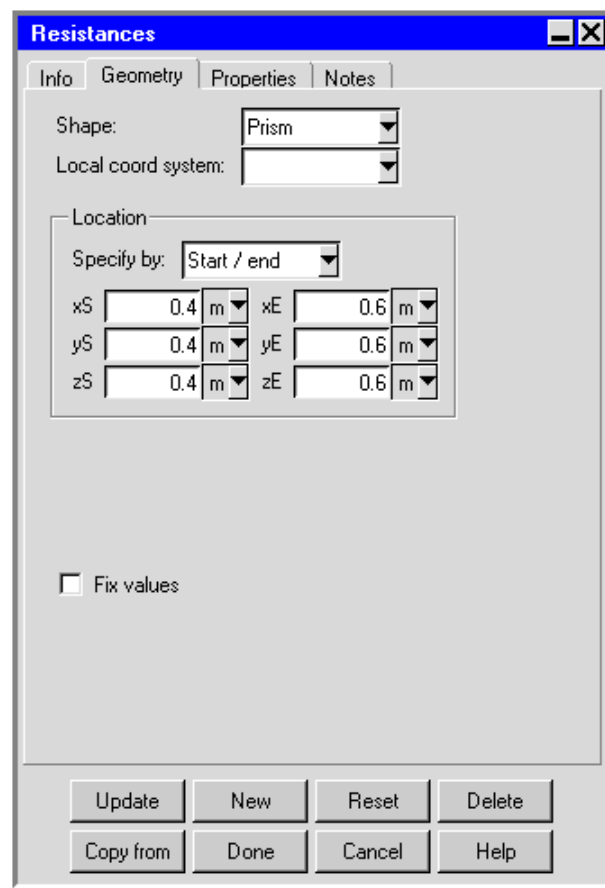 Resistances
Info Geometry Properties Notes
Shape: Prism
Local coord system:
Location
Specify by: Start / end
xS 0.4 m xE 0.6 m
yS 0.4 m yE 0.6 m
zS 0.4 m zE 0.6 m
Fix values
Update New Reset Delete
Copy from Done Cancel Help